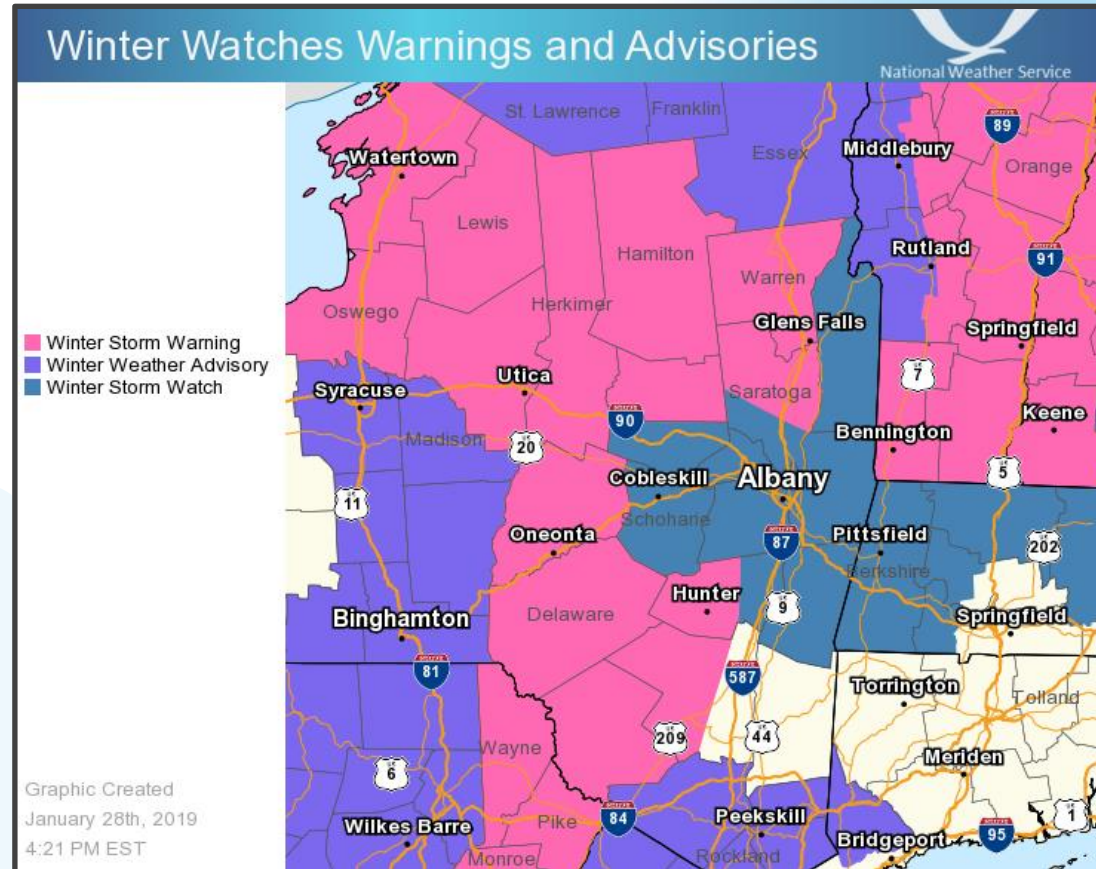 Winter Watches Warnings and Advisories
National Weather Service
Winter Storm Warning
Winter Weather Advisory
Winter Storm Watch
Graphic Created
January 28th, 2019
4:21 PM EST
St. Lawrence
Franklin
89
Watertown
Essex
Middlebury
Orange
Lewis
Hamilton
Rutland
91
Warren
Oswego
Herkimer
Glens Falls
Springfield
Utica
7
Syracuse
Saratoga
90
Keene
Madison
20
Bennington
5
Cobleskill
Albany
11
Schoharie
Oneonta
87
Pittsfield
202
Berkshire
Hunter
9
Delaware
Binghamton
Springfield
81
587
Torrington
Tolland
209
44
Wayne
Meriden
6
84
Peekskill
1
Wilkes Barre
Pike
95
Bridgeport
Monroe
Rockland